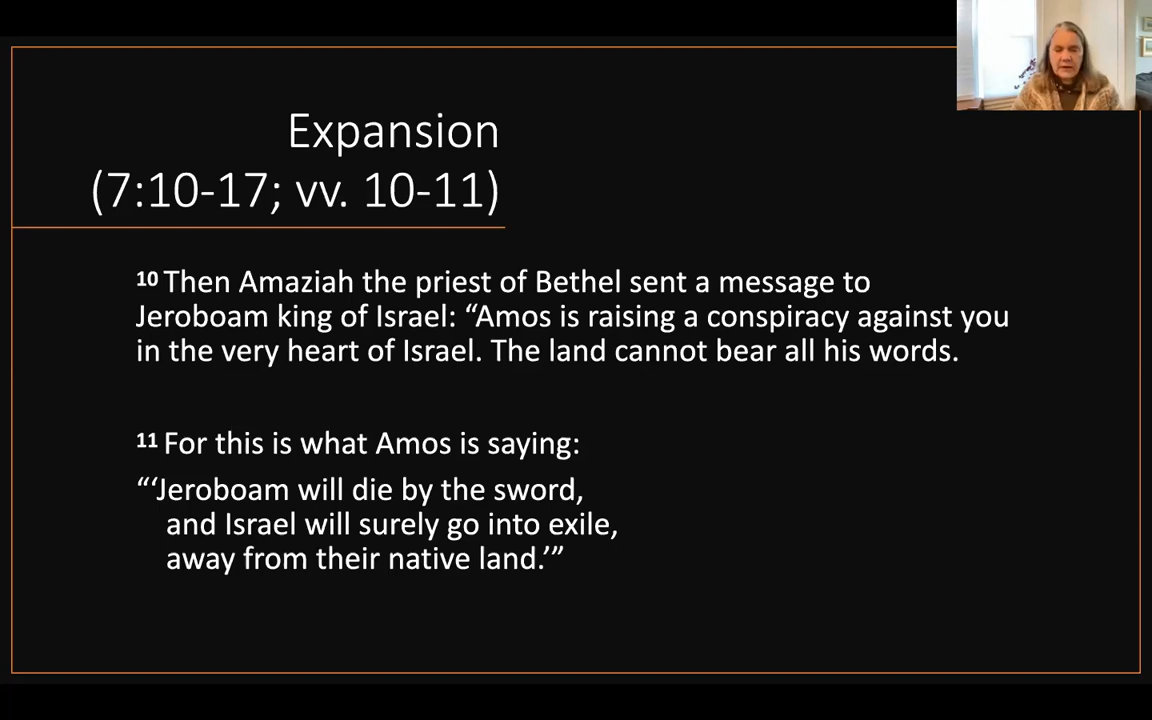 Expansion
(7:10-17; vv. 10-11)
10 Then Amaziah the priest of Bethel sent a message to
Jeroboam king of Israel: “Amos is raising a conspiracy against you
in the very heart of Israel. The land cannot bear all his words.
11 For this is what Amos is saying:
“‘Jeroboam will die by the sword,
and Israel will surely go into exile,
away from their native land.’”